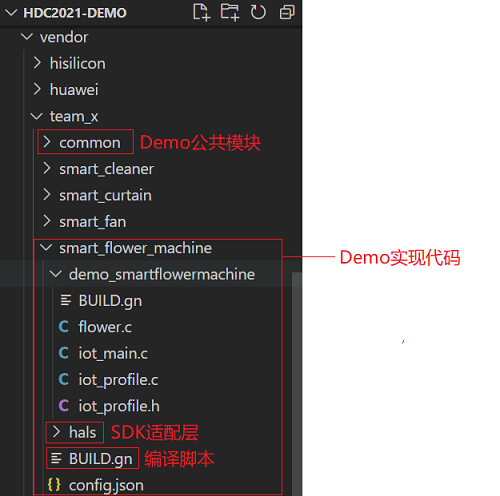 HDC2021-DEMO
vendor
hisilicon
huawei
team_x
common Demo公共模块
smart_cleaner
smart_curtain
smart_fan
smart_flower_machine
Demo实现代码
demo_smartflowermachine
BUILD.gn
C flower.c
C iot_main.c
C iot_profile.c
C iot_profile.h
hals SDK适配层
BUILD.gn 编译脚本
{} config.json